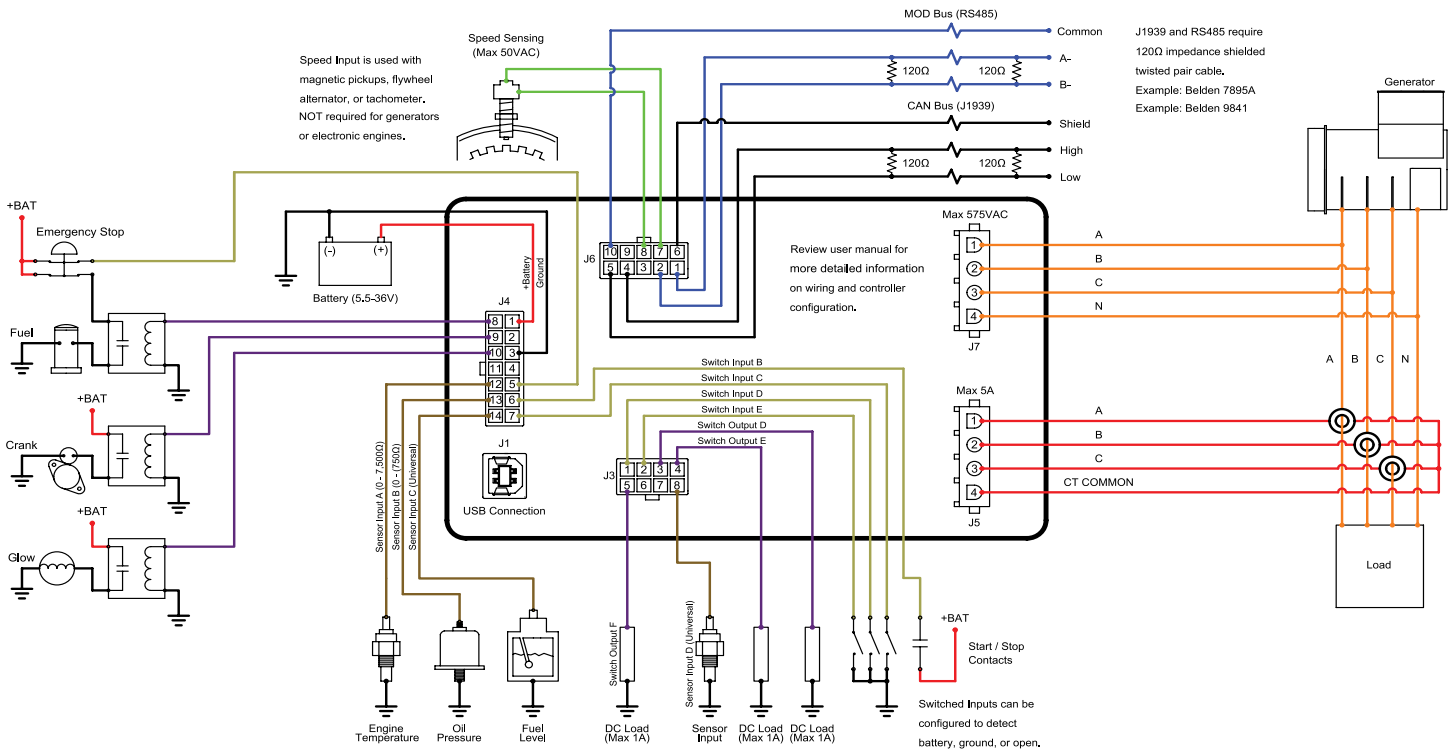 MOD Bus (RS485)
Common
A-
B-
120Ω
120Ω
CAN Bus (J1939)
Shield
High
Low
120Ω
120Ω
J1939 and RS485 require
120Ω impedance shielded
twisted pair cable.
Example: Belden 7895A
Example: Belden 9841
Generator
Speed Sensing
(Max 50VAC)
Speed Input is used with
magnetic pickups, flywheel
alternator, or tachometer.
NOT required for generators
or electronic engines.
+BAT
Emergency Stop
(-)
(+)
Battery (5.5-36V)
+Battery
Ground
Fuel
+BAT
Crank
+BAT
Glow
J6
10 9 8 7 6
5 4 3 2 1
Review user manual for
more detailed information
on wiring and controller
configuration.
Max 575VAC
1
2
3
4
J7
A
B
C
N
A B C N
J4
8 1
9 2
10 3
11 4
12 5
13 6
14 7
J1
USB Connection
Switch Input B
Switch Input C
Switch Input D
Switch Input E
Switch Output D
Switch Output E
J3
1 2 3 4
5 6 7 8
Max 5A
1
2
3
4
J5
A
B
C
CT COMMON
Load
Sensor Input A (0 - 7,500Ω)
Sensor Input B (0 - (750Ω)
Sensor Input C (Universal)
Switch Output F
Sensor Input D (Universal)
Engine
Temperature
Oil
Pressure
Fuel
Level
DC Load
(Max 1A)
Sensor
Input
DC Load
(Max 1A)
DC Load
(Max 1A)
+BAT
Start / Stop
Contacts
Switched Inputs can be
configured to detect
battery, ground, or open.